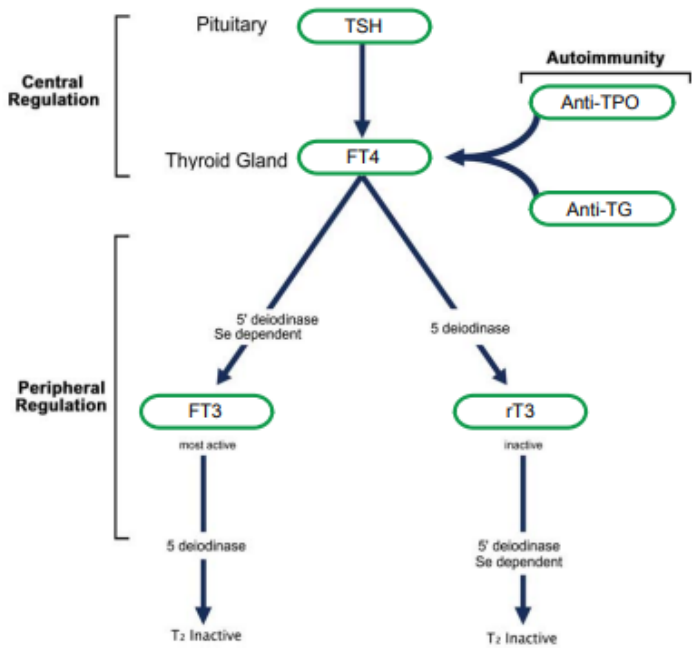 Pituitary
TSH
Central
Regulation
Autoimmunity
Anti-TPO
Thyroid Gland
FT4
Anti-TG
5' deiodinase
Se dependent
5 deiodinase
Peripheral
Regulation
FT3
rT3
most active
inactive
5 deiodinase
5' deiodinase
Se dependent
T₂ Inactive
T₂ Inactive